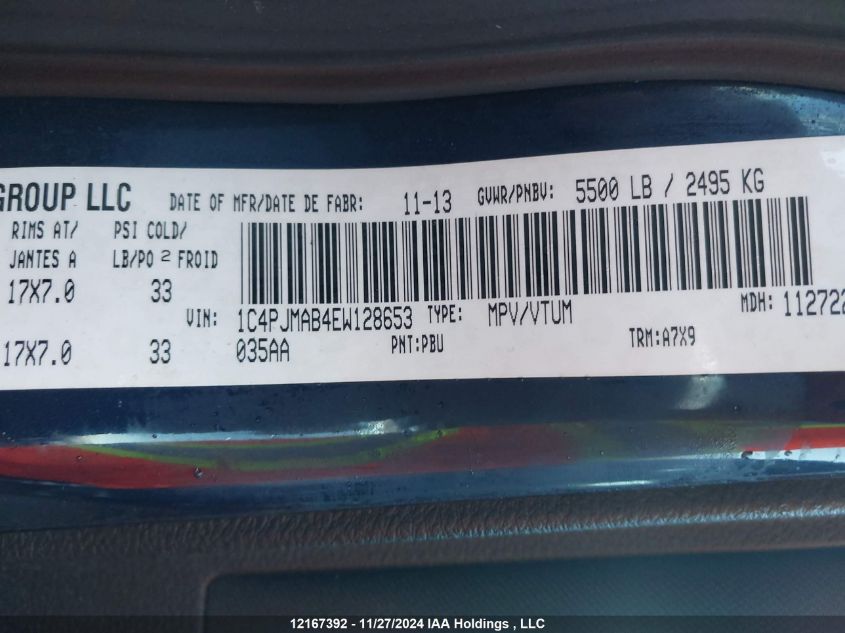 GROUP LLC DATE OF MFR/DATE DE FABR: 11-13 GVWR/PNBV: 5500 LB / 2495 KG
RIMS AT/ PSI COLD/
JANTES A LB/PO 2 FROID
17X7.0 33
VIN: 1C4PJMAB4EW128653 TYPE: MPV/VTUM MDH: 112722
17X7.0 33 035AA PNT:PBU TRM:A7X9
12167392 - 11/27/2024 IAA Holdings , LLC